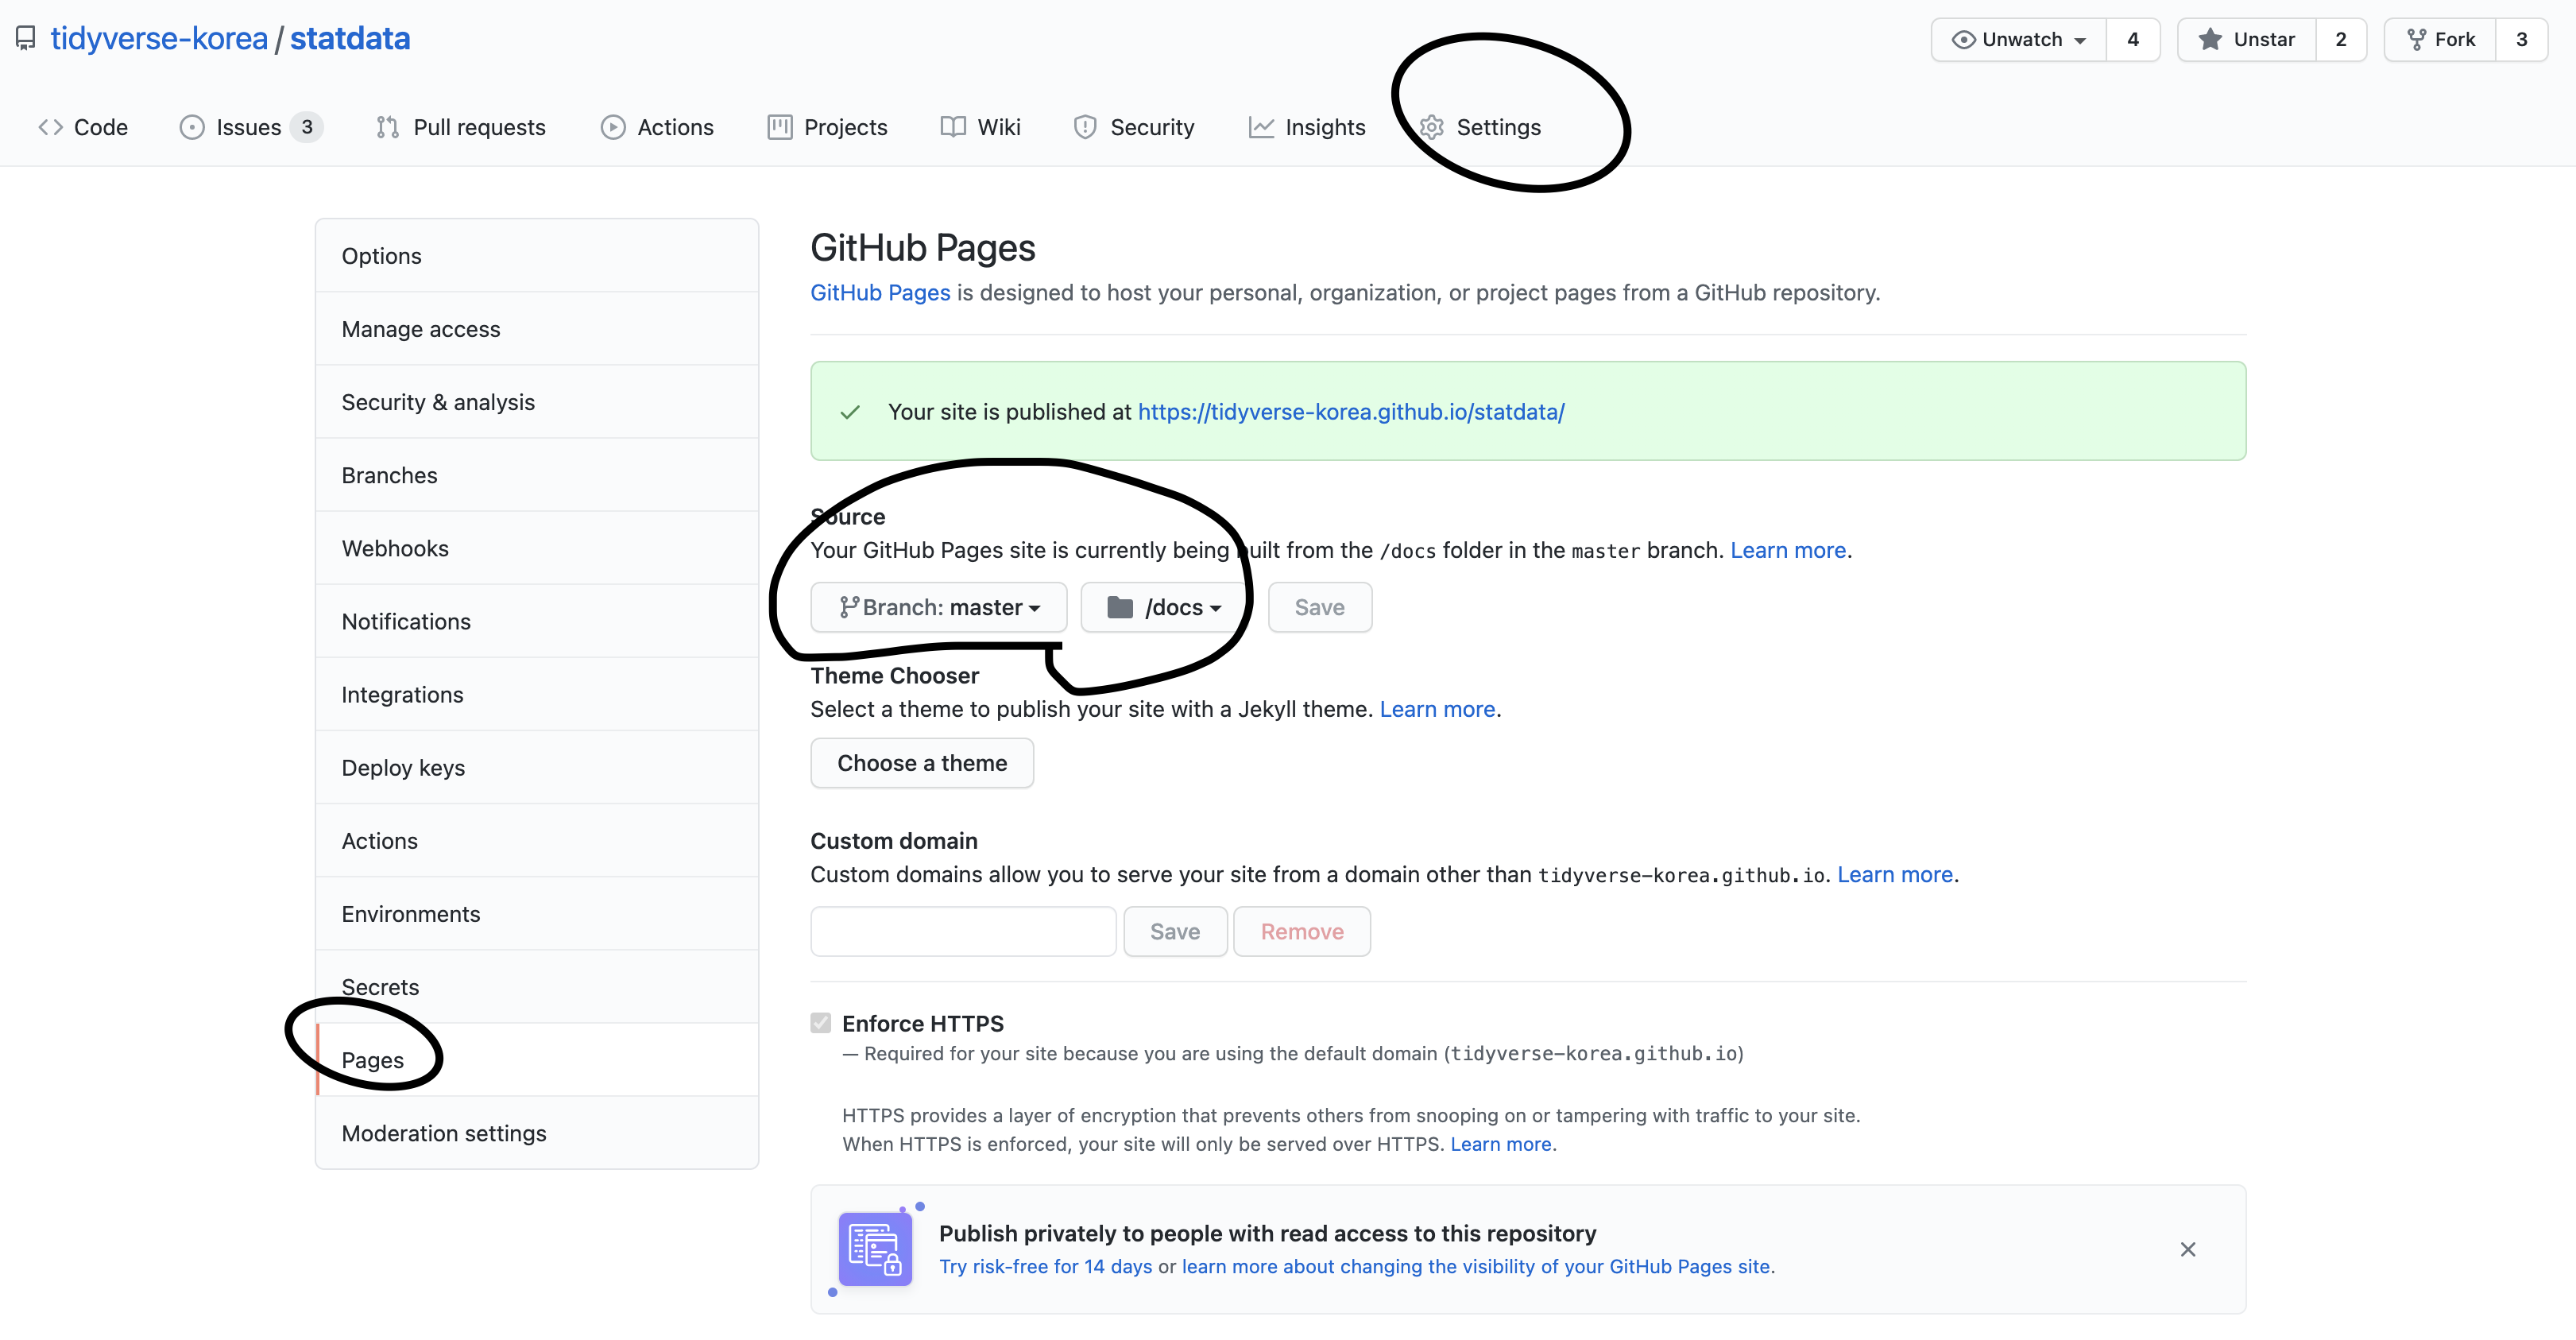 tidyverse-korea / statdata
Unwatch 4 Unstar 2 Fork 3
Code Issues 3 Pull requests Actions Projects Wiki Security Insights Settings
Options
Manage access
Security & analysis
Branches
Webhooks
Notifications
Integrations
Deploy keys
Actions
Environments
Secrets
Pages
Moderation settings
GitHub Pages
GitHub Pages is designed to host your personal, organization, or project pages from a GitHub repository.
Your site is published at https://tidyverse-korea.github.io/statdata/
Source
Your GitHub Pages site is currently being built from the /docs folder in the master branch. Learn more.
Branch: master /docs Save
Theme Chooser
Select a theme to publish your site with a Jekyll theme. Learn more.
Choose a theme
Custom domain
Custom domains allow you to serve your site from a domain other than tidyverse-korea.github.io. Learn more.
Save Remove
Enforce HTTPS
— Required for your site because you are using the default domain (tidyverse-korea.github.io)
HTTPS provides a layer of encryption that prevents others from snooping on or tampering with traffic to your site.
When HTTPS is enforced, your site will only be served over HTTPS. Learn more.
Publish privately to people with read access to this repository
Try risk-free for 14 days or learn more about changing the visibility of your GitHub Pages site.